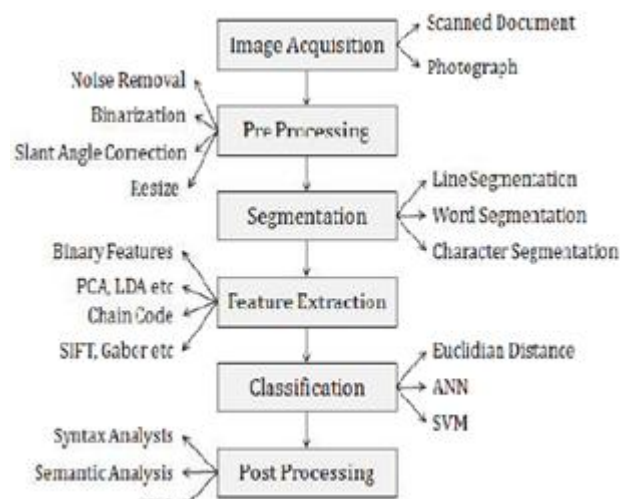 Image Acquisition
Scanned Document
Photograph
Noise Removal
Binarization
Slant Angle Correction
Resize
Pre Processing
Segmentation
Line Segmentation
Word Segmentation
Character Segmentation
Binary Features
PCA, LDA etc
Chain Code
SIFT, Gabor etc
Feature Extraction
Classification
Euclidian Distance
ANN
SVM
Syntax Analysis
Semantic Analysis
Post Processing